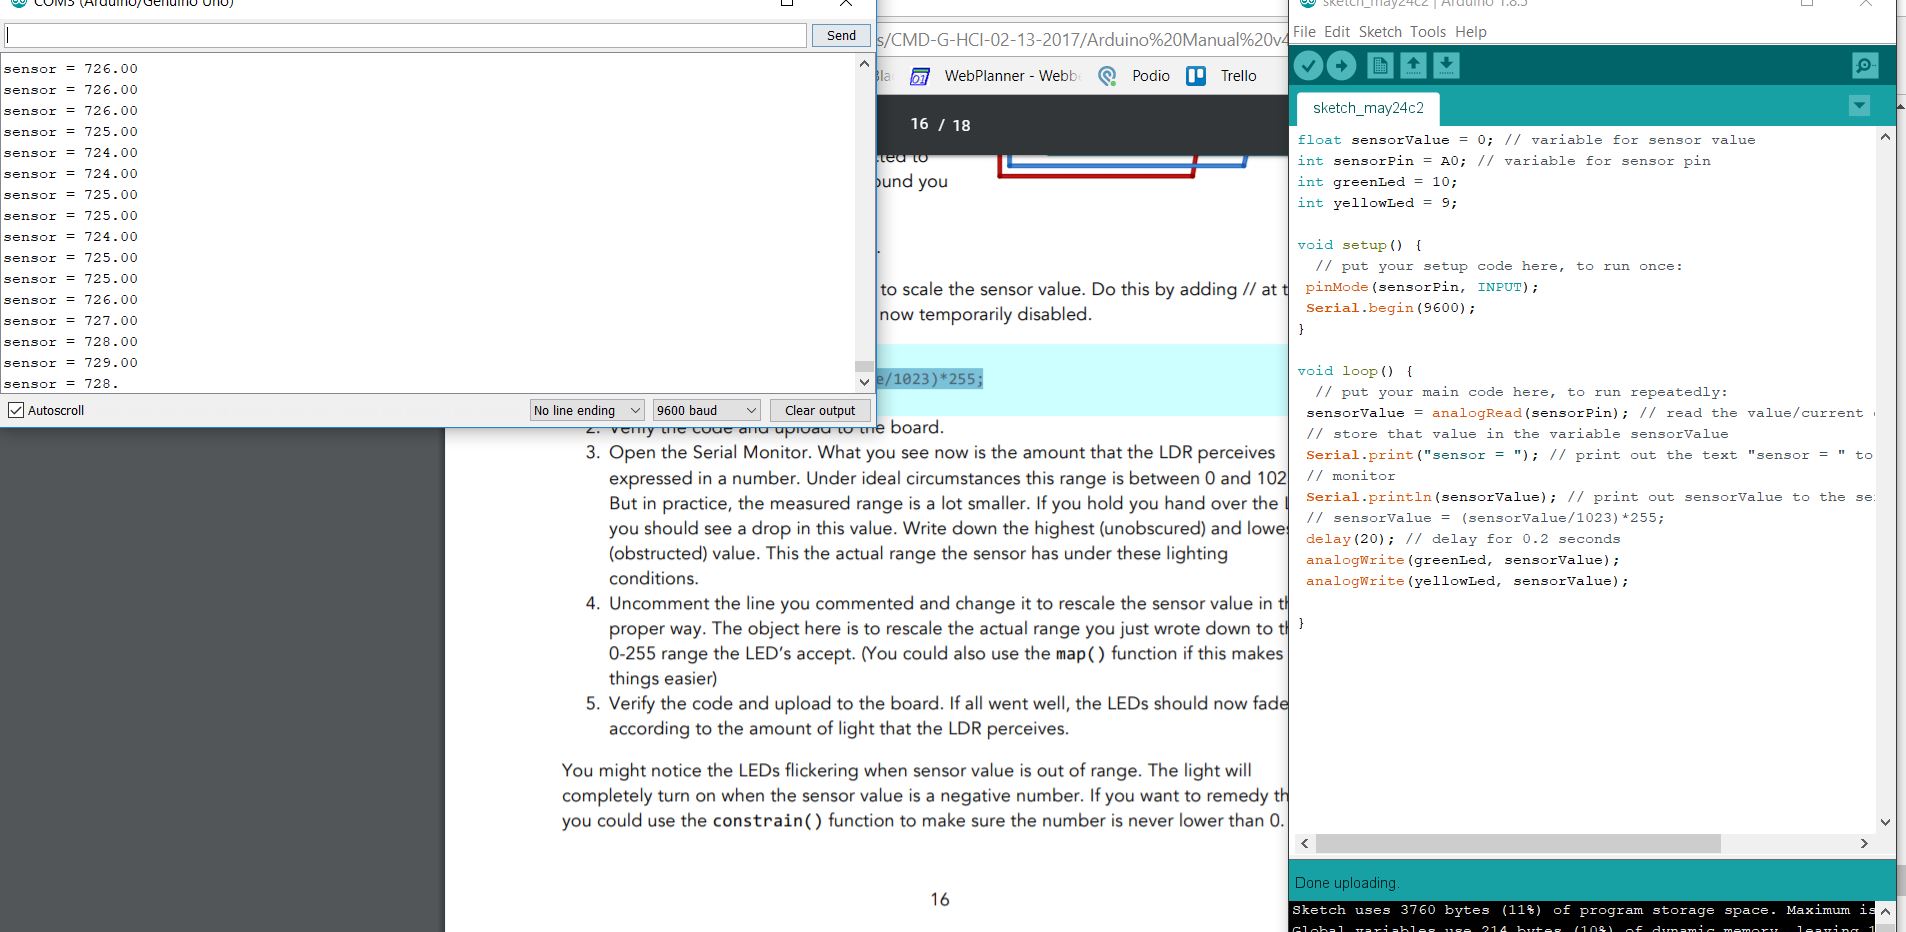 COM3 (Arduino/Genuino Uno)
Send
sensor = 726.00
sensor = 726.00
sensor = 726.00
sensor = 725.00
sensor = 724.00
sensor = 724.00
sensor = 725.00
sensor = 725.00
sensor = 724.00
sensor = 725.00
sensor = 725.00
sensor = 726.00
sensor = 727.00
sensor = 728.00
sensor = 729.00
sensor = 728.
Autoscroll
No line ending
9600 baud
Clear output
s/CMD-G-HCI-02-13-2017/Arduino%20Manual%20v4
WebPlanner - Webb
Podio
Trello
16 / 18
to
ound you
.
to scale the sensor value. Do this by adding // at t
now temporarily disabled.
e/1023)*255;
2. Verify the code and upload to the board.
3. Open the Serial Monitor. What you see now is the amount that the LDR perceives
expressed in a number. Under ideal circumstances this range is between 0 and 102
But in practice, the measured range is a lot smaller. If you hold you hand over the L
you should see a drop in this value. Write down the highest (unobscured) and lowes
(obstructed) value. This the actual range the sensor has under these lighting
conditions.
4. Uncomment the line you commented and change it to rescale the sensor value in th
proper way. The object here is to rescale the actual range you just wrote down to th
0-255 range the LED's accept. (You could also use the map() function if this makes
things easier)
5. Verify the code and upload to the board. If all went well, the LEDs should now fade
according to the amount of light that the LDR perceives.
You might notice the LEDs flickering when sensor value is out of range. The light will
completely turn on when the sensor value is a negative number. If you want to remedy th
you could use the constrain() function to make sure the number is never lower than 0.
16
sketch_may24c2 | Arduino 1.8.5
File Edit Sketch Tools Help
sketch_may24c2
float sensorValue = 0; // variable for sensor value
int sensorPin = A0; // variable for sensor pin
int greenLed = 10;
int yellowLed = 9;
void setup() {
// put your setup code here, to run once:
pinMode(sensorPin, INPUT);
Serial.begin(9600);
}
void loop() {
// put your main code here, to run repeatedly:
sensorValue = analogRead(sensorPin); // read the value/current
// store that value in the variable sensorValue
Serial.print("sensor = "); // print out the text "sensor = " to
// monitor
Serial.println(sensorValue); // print out sensorValue to the se
// sensorValue = (sensorValue/1023)*255;
delay(20); // delay for 0.2 seconds
analogWrite(greenLed, sensorValue);
analogWrite(yellowLed, sensorValue);
}
Done uploading.
Sketch uses 3760 bytes (11%) of program storage space. Maximum is
Global variables use 214 bytes (10%) of dynamic memory, leaving 1